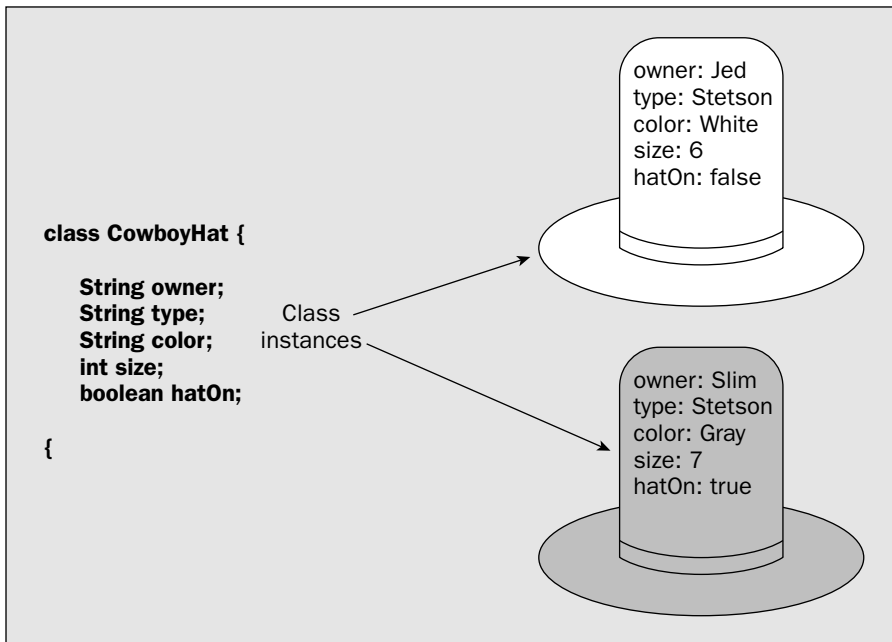 class CowboyHat {
String owner;
String type;
String color;
int size;
boolean hatOn;
{
Class
instances
owner: Jed
type: Stetson
color: White
size: 6
hatOn: false
owner: Slim
type: Stetson
color: Gray
size: 7
hatOn: true